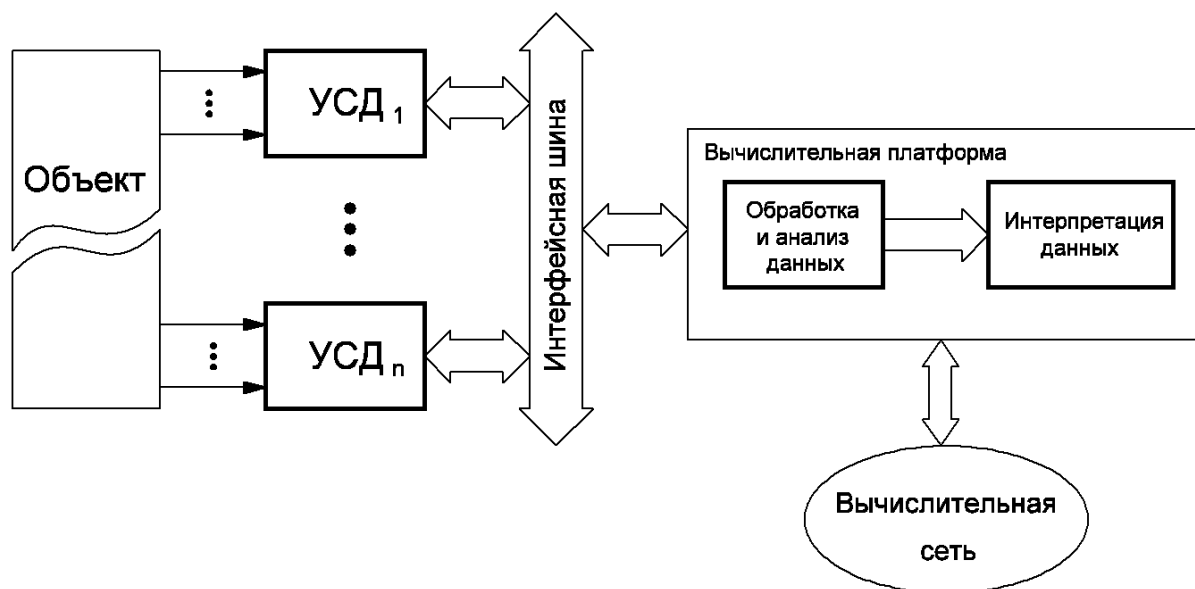 Объект
УСД 1
УСД n
Интерфейсная шина
Вычислительная платформа
Обработка
и анализ
данных
Интерпретация
данных
Вычислительная
сеть